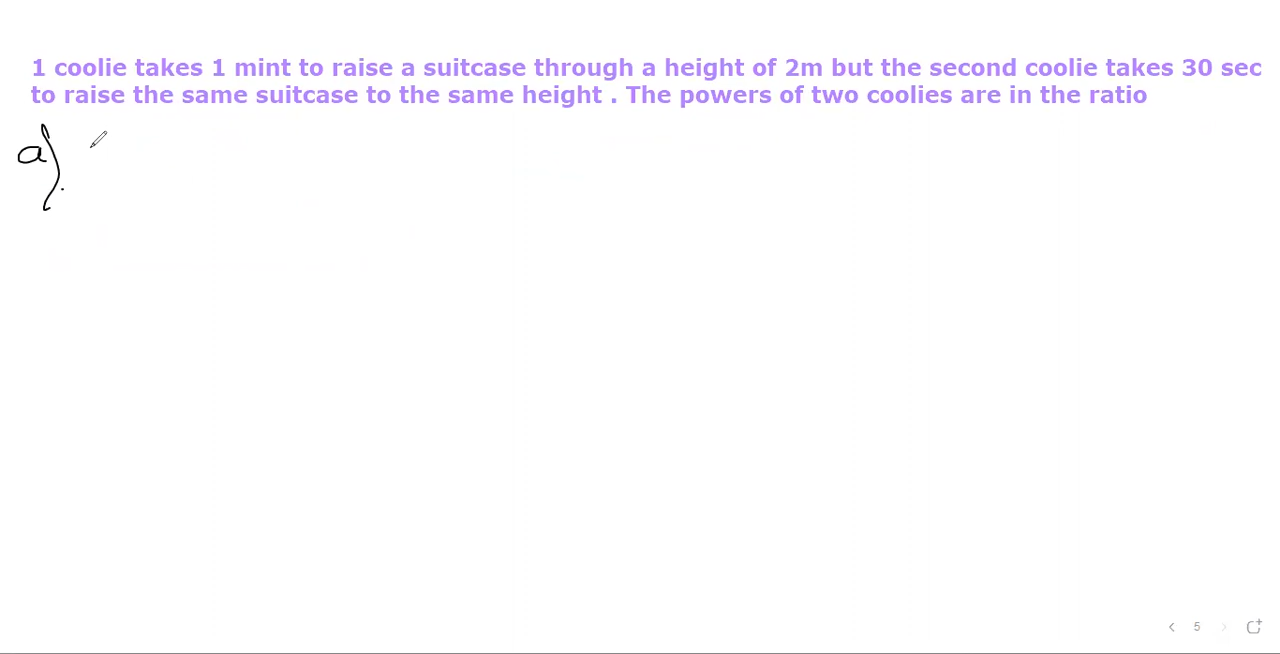 1 coolie takes 1 mint to raise a suitcase through a height of 2m but the second coolie takes 30 sec
to raise the same suitcase to the same height . The powers of two coolies are in the ratio
a).
< 5 >